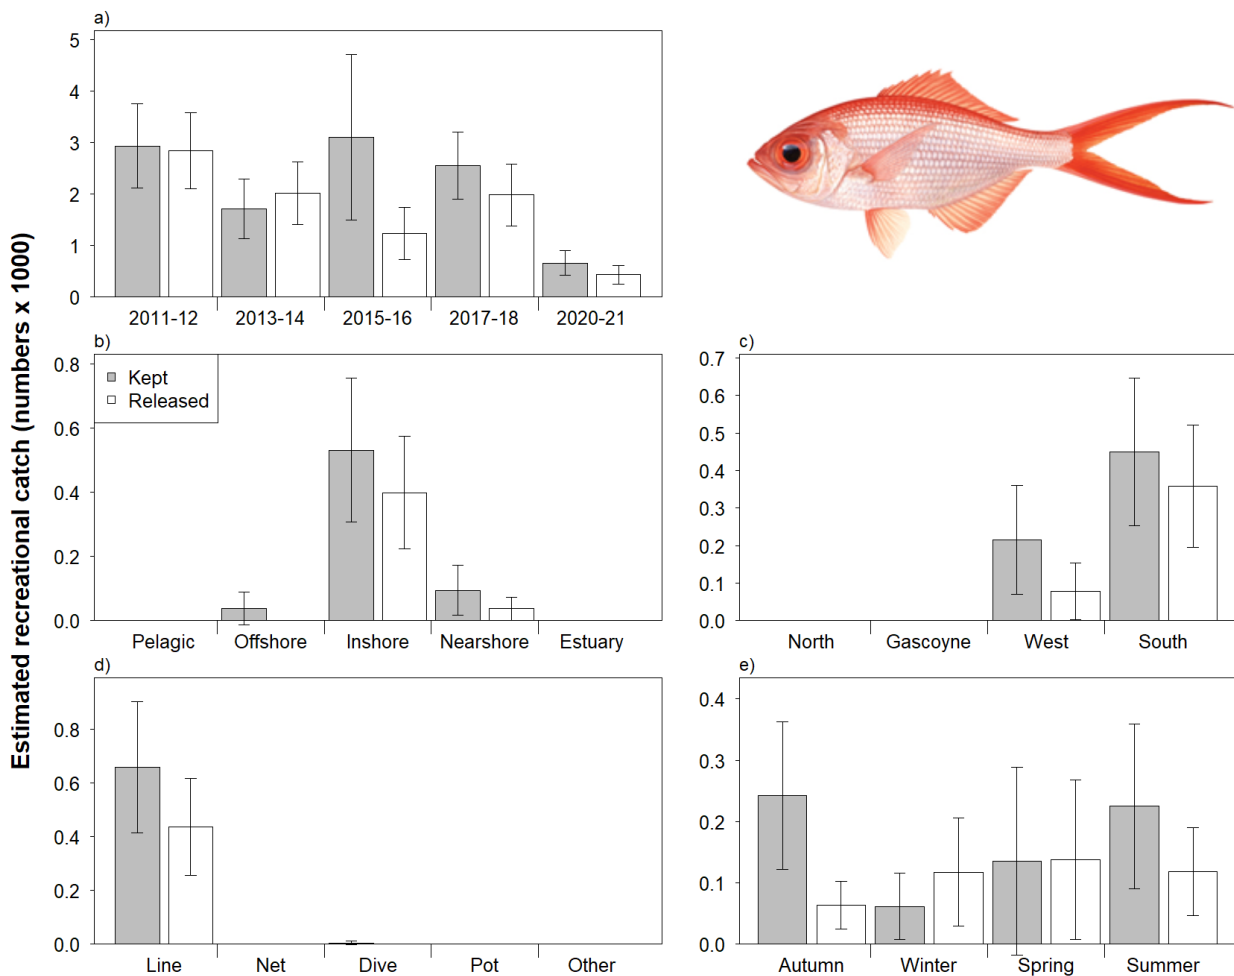 Estimated recreational catch (numbers x 1000)
a)
5
4
3
2
1
0
2011-12 2013-14 2015-16 2017-18 2020-21
b)
0.8
0.6
0.4
0.2
0.0
Kept
Released
Pelagic Offshore Inshore Nearshore Estuary
c)
0.7
0.6
0.5
0.4
0.3
0.2
0.1
0.0
North Gascoyne West South
d)
0.8
0.6
0.4
0.2
0.0
Line Net Dive Pot Other
e)
0.4
0.3
0.2
0.1
0.0
Autumn Winter Spring Summer